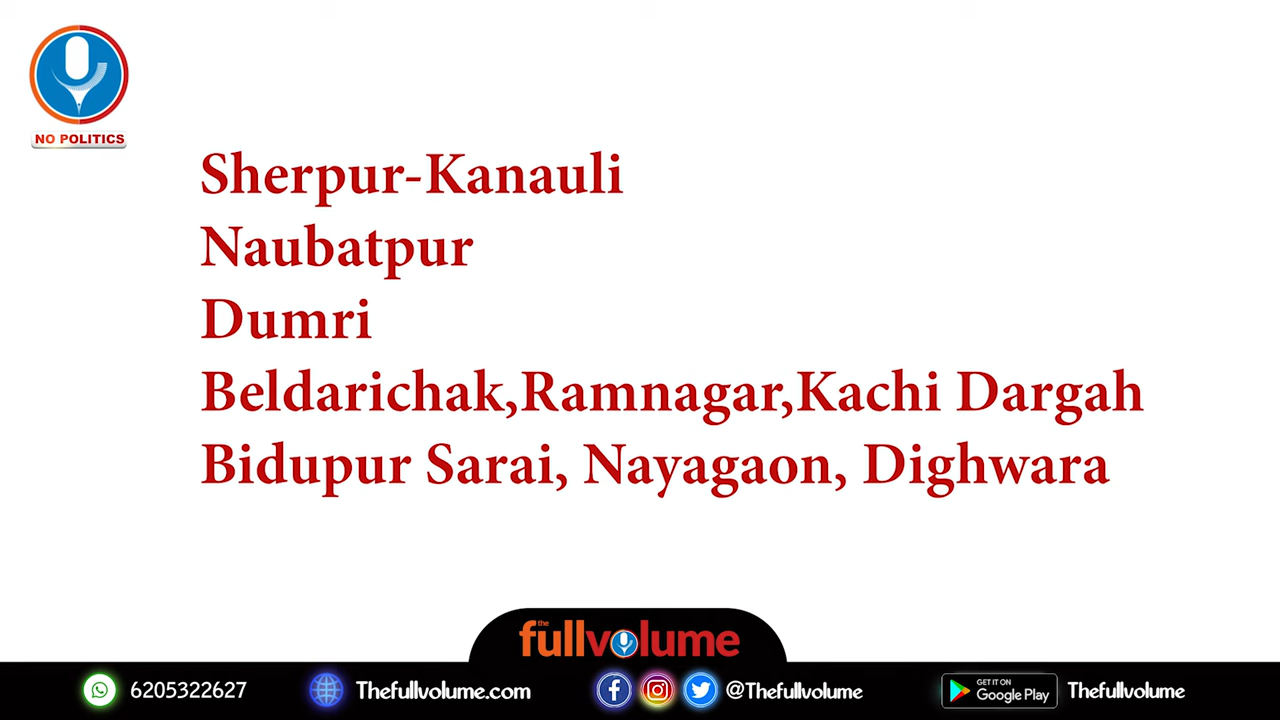 NO POLITICS
Sherpur-Kanauli
Naubatpur
Dumri
Beldarichak,Ramnagar,Kachi Dargah
Bidupur Sarai, Nayagaon, Dighwara
the
fullvolume
6205322627
Thefullvolume.com
@Thefullvolume
GET IT ON
Google Play
Thefullvolume